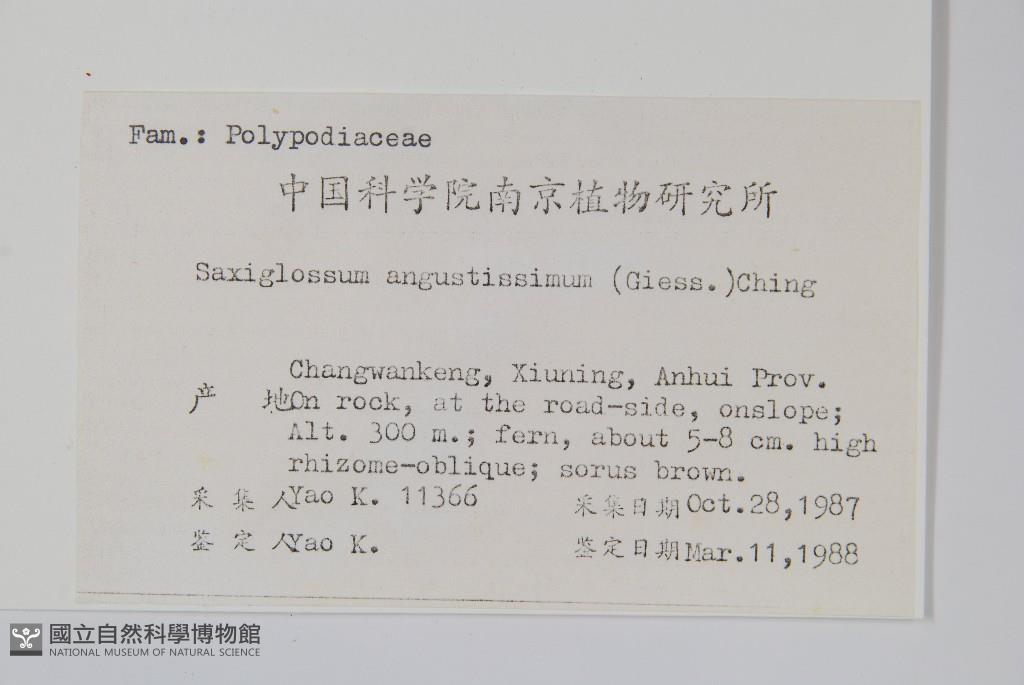 Fam.: Polypodiaceae
中国科学院南京植物研究所
Saxiglossum angustissimum (Giess.)Ching
Changwankeng, Xiuning, Anhui Prov.
产 地On rock, at the road-side, onslope;
Alt. 300 m.; fern, about 5-8 cm. high
rhizome-oblique; sorus brown.
采 集 人Yao K. 11366 采集日期Oct.28,1987
鉴 定 人Yao K. 鉴定日期Mar.11,1988
國立自然科學博物館
NATIONAL MUSEUM OF NATURAL SCIENCE